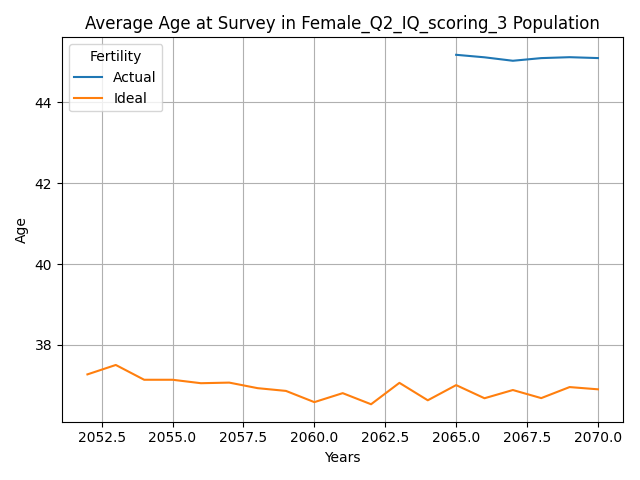 Average Age at Survey in Female_Q2_IQ_scoring_3 Population
Fertility
Actual
Ideal
44
42
40
38
Age
2052.5 2055.0 2057.5 2060.0 2062.5 2065.0 2067.5 2070.0
Years